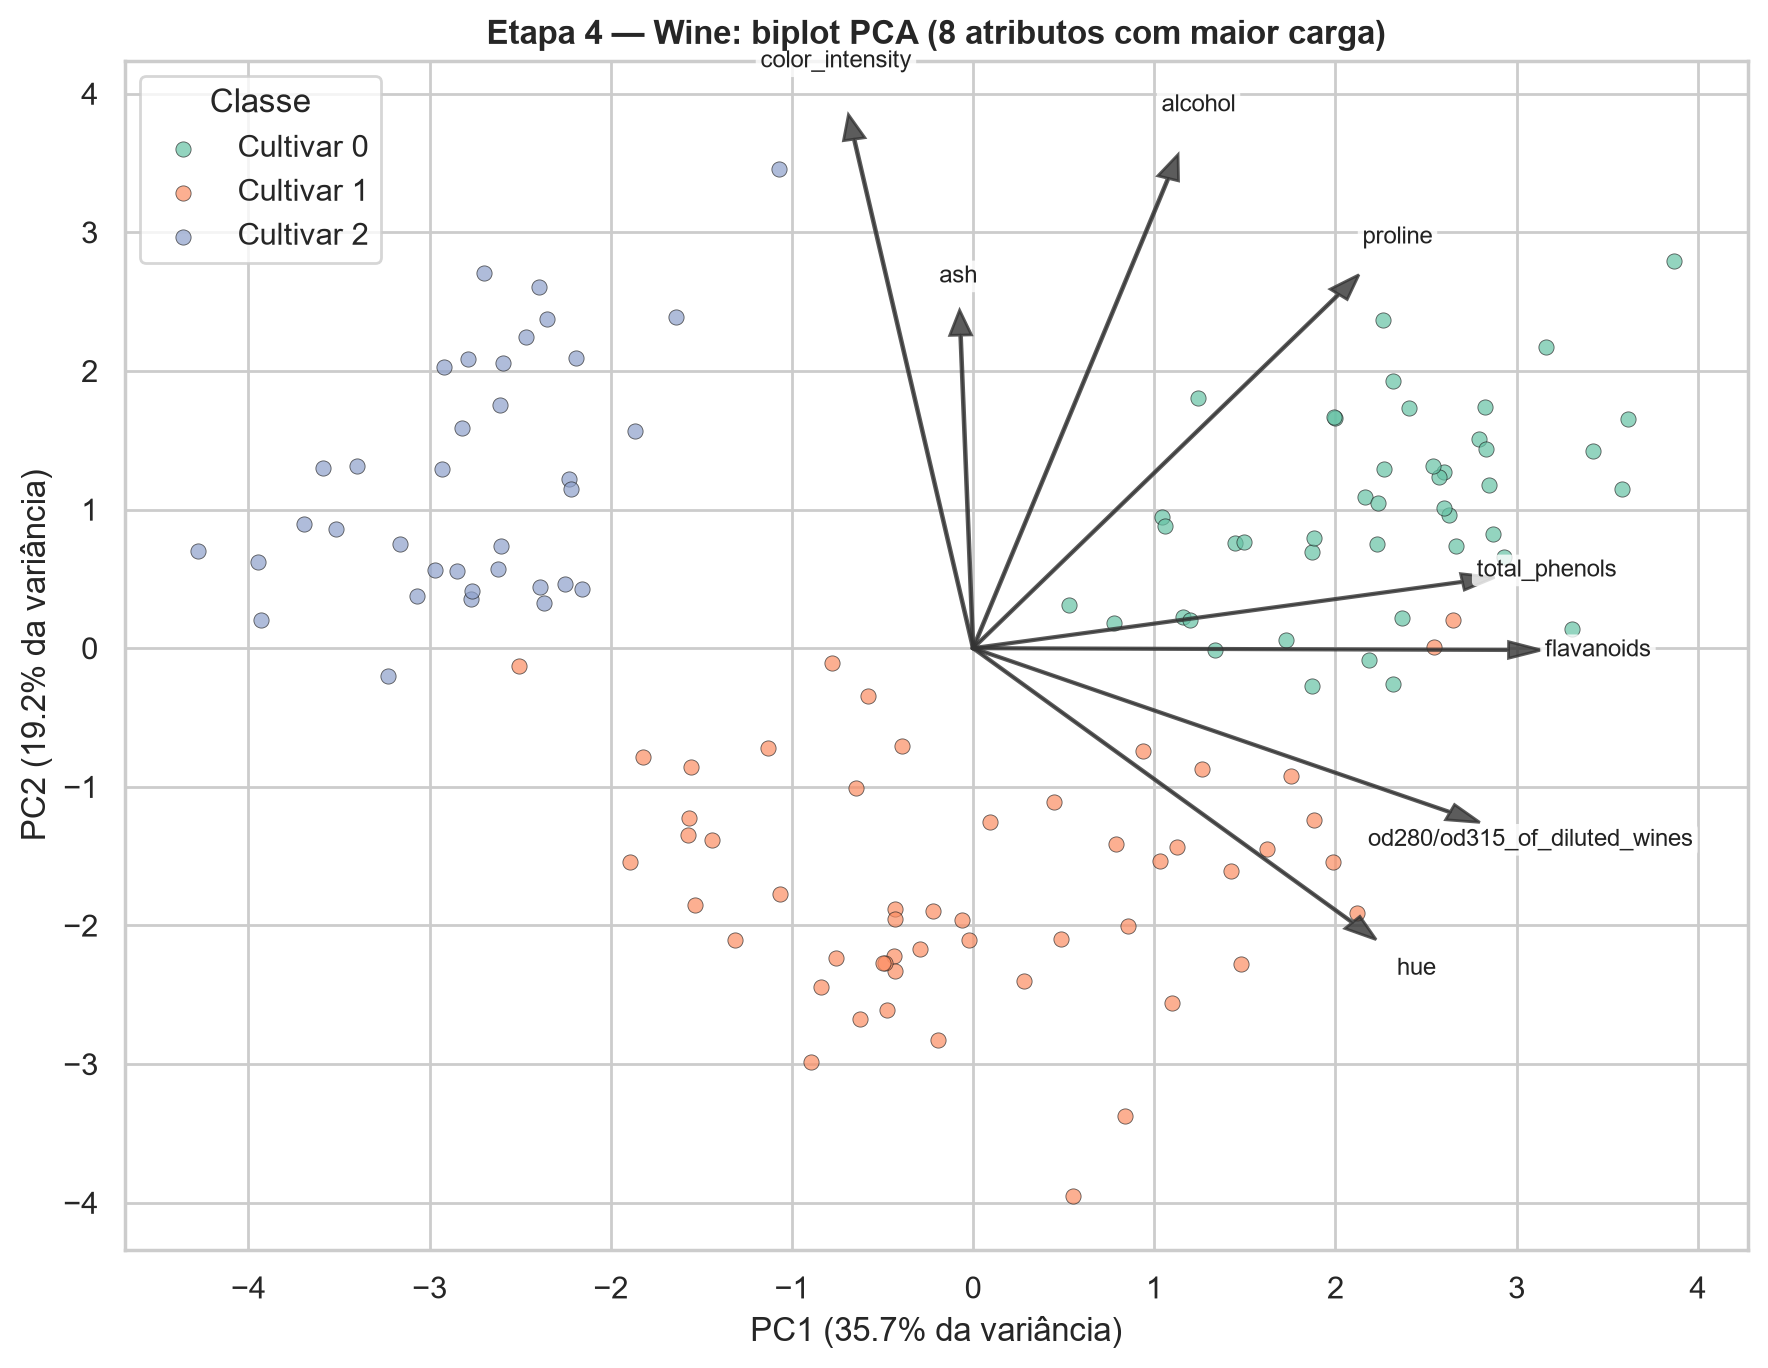 Etapa 4 — Wine: biplot PCA (8 atributos com maior carga)
color_intensity
alcohol
proline
ash
total_phenols
flavanoids
od280/od315_of_diluted_wines
hue
Classe
Cultivar 0
Cultivar 1
Cultivar 2
PC2 (19.2% da variância)
4
3
2
1
0
−1
−2
−3
−4
−4
−3
−2
−1
0
1
2
3
4
PC1 (35.7% da variância)